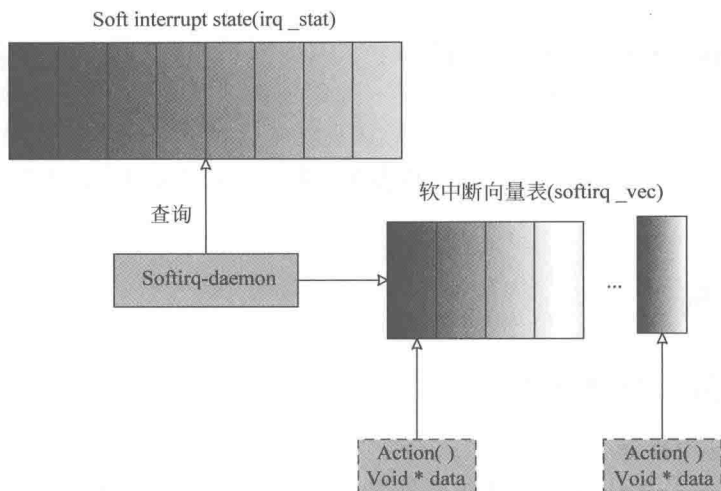 Soft interrupt state(irq _stat)
软中断向量表(softirq _vec)
查询
Softirq-daemon
...
Action( )
Void * data
Action( )
Void * data